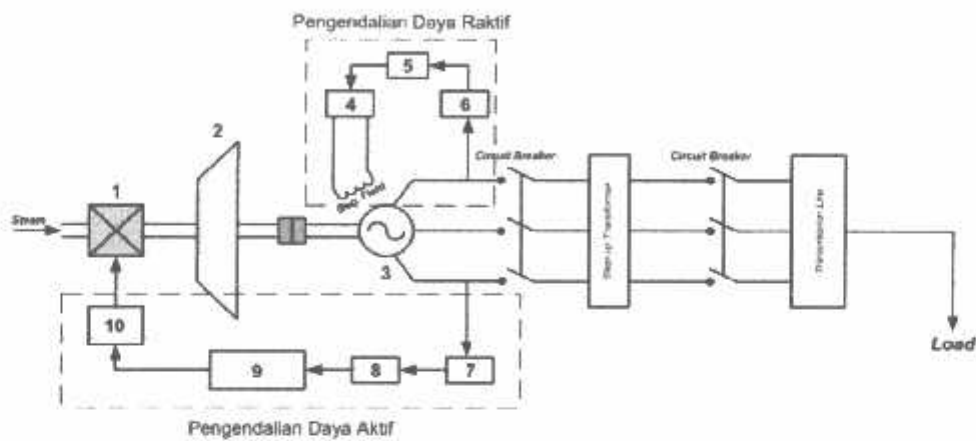 Pengendalian Daya Raktif
5
4
6
2
1
Steam
Field
3
Circuit Breaker
Circuit Breaker
Step-up Transformer
Transmission Line
Load
10
9
8
7
Pengendalian Daya Aktif